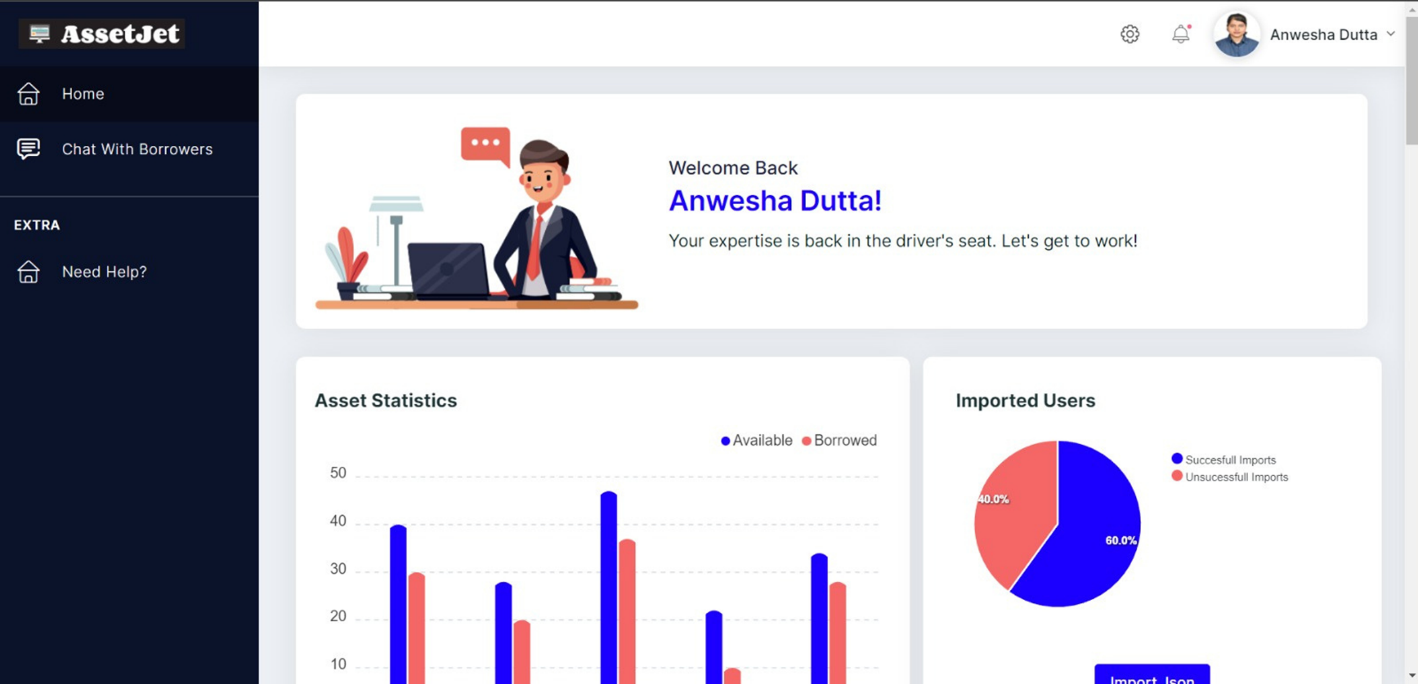 AssetJet
Anwesha Dutta
Home
Chat With Borrowers
EXTRA
Need Help?
Welcome Back
Anwesha Dutta!
Your expertise is back in the driver's seat. Let's get to work!
Asset Statistics
Available Borrowed
50
40
30
20
10
Imported Users
Succesfull Imports
Unsucessfull Imports
40.0%
60.0%
Import Json